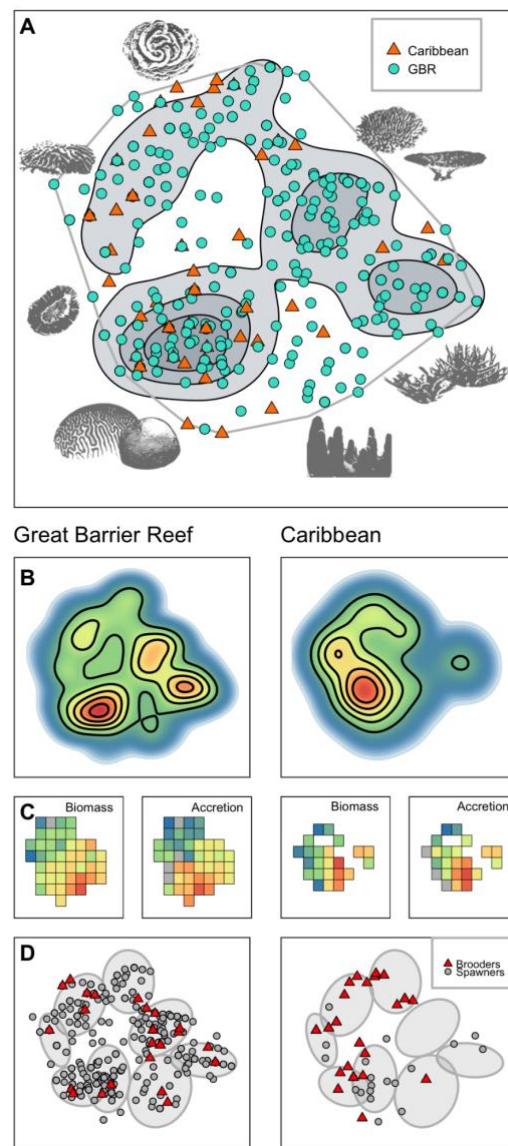 A
Caribbean
GBR
Great Barrier Reef
Caribbean
B
C
Biomass
Accretion
Biomass
Accretion
D
Brooders
Spawners